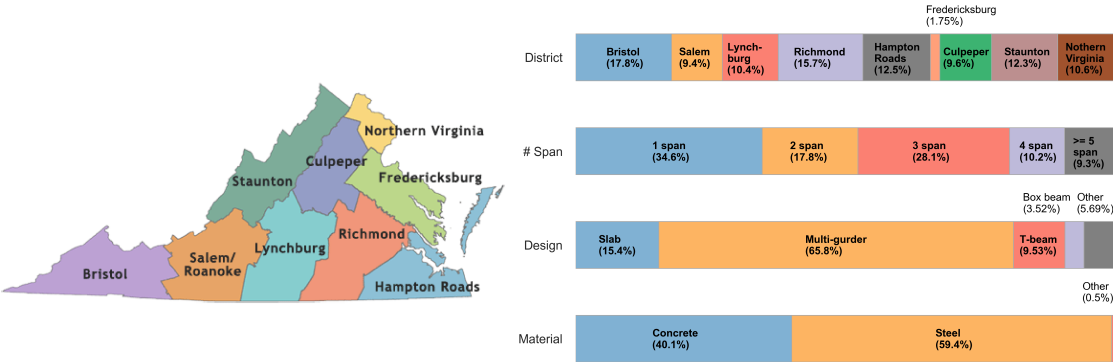 Northern Virginia
Culpeper
Fredericksburg
Staunton
Richmond
Lynchburg
Salem/
Roanoke
Bristol
Hampton Roads
Fredericksburg
(1.75%)
District
Bristol
(17.8%)
Salem
(9.4%)
Lynch-
burg
(10.4%)
Richmond
(15.7%)
Hampton
Roads
(12.5%)
Culpeper
(9.6%)
Staunton
(12.3%)
Nothern
Virginia
(10.6%)
# Span
1 span
(34.6%)
2 span
(17.8%)
3 span
(28.1%)
4 span
(10.2%)
>= 5
span
(9.3%)
Box beam
(3.52%)
Other
(5.69%)
Design
Slab
(15.4%)
Multi-gurder
(65.8%)
T-beam
(9.53%)
Other
(0.5%)
Material
Concrete
(40.1%)
Steel
(59.4%)